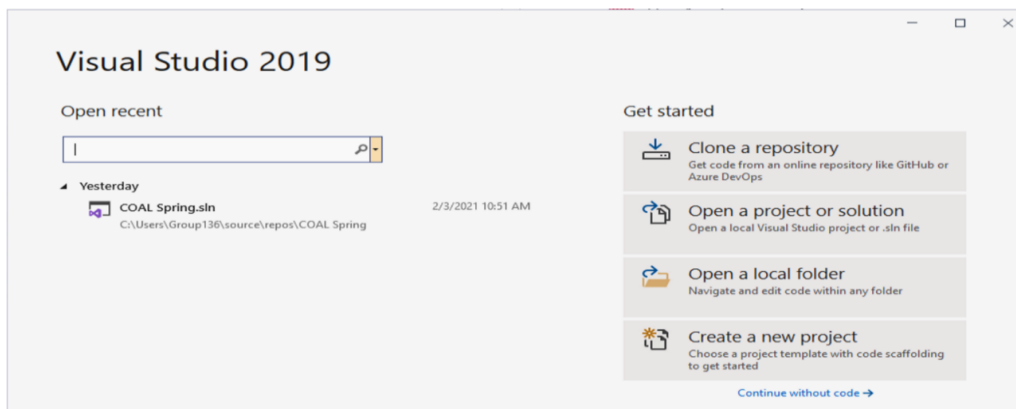 Visual Studio 2019
Open recent
Yesterday
COAL Spring.sln
2/3/2021 10:51 AM
C:\Users\Group136\source\repos\COAL Spring
Get started
Clone a repository
Get code from an online repository like GitHub or
Azure DevOps
Open a project or solution
Open a local Visual Studio project or .sln file
Open a local folder
Navigate and edit code within any folder
Create a new project
Choose a project template with code scaffolding
to get started
Continue without code →